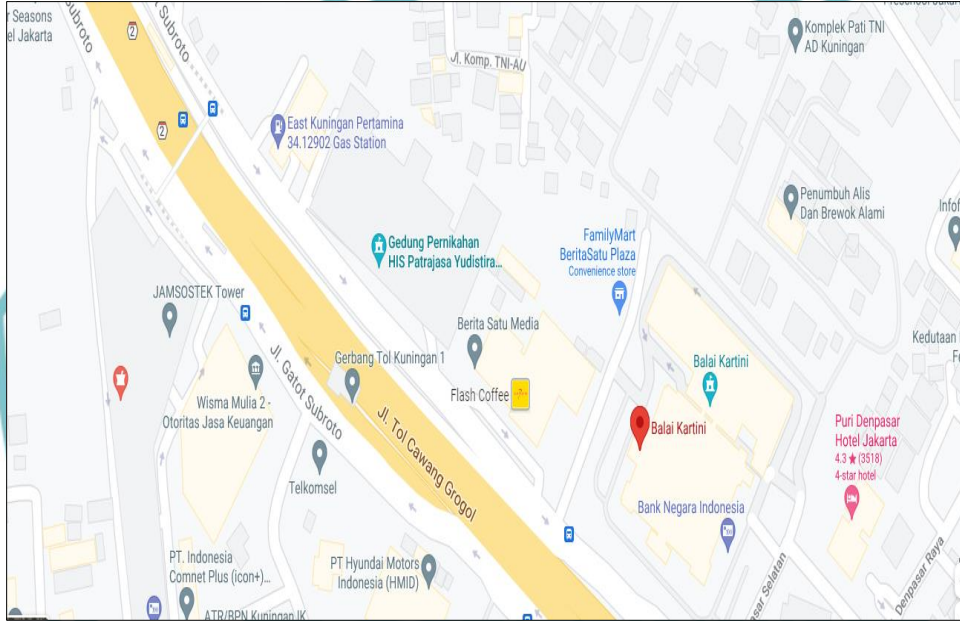 r Seasons
el Jakarta
Subroto
Subroto
2
2
Komplek Pati TNI
AD Kuningan
Jl. Komp. TNI-AU
East Kuningan Pertamina
34.12902 Gas Station
Penumbuh Alis
Dan Brewok Alami
Infof
Gedung Pernikahan
HIS Patrajasa Yudistira...
FamilyMart
BeritaSatu Plaza
Convenience store
JAMSOSTEK Tower
Berita Satu Media
Kedutaan
Fe
Gerbang Tol Kuningan 1
Balai Kartini
Jl. Gatot Subroto
Wisma Mulia 2 -
Otoritas Jasa Keuangan
Flash Coffee
Jl. Tol Cawang Grogol
Balai Kartini
Puri Denpasar
Hotel Jakarta
4.3 ★ (3518)
4-star hotel
Telkomsel
Bank Negara Indonesia
PT. Indonesia
Comnet Plus (icon+)...
PT Hyundai Motors
Indonesia (HMID)
asar Selatan
Denpasar Raya
ATR/BPN Kuningan JK